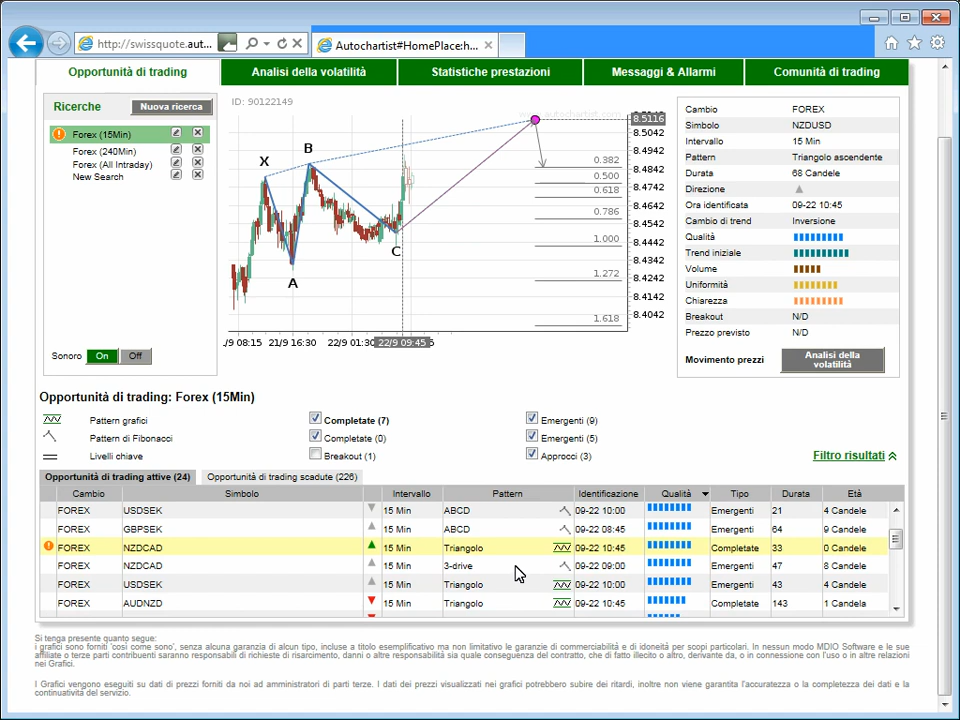 http://swissquote.aut...
Autochartist#HomePlace:h...
Opportunità di trading
Analisi della volatilità
Statistiche prestazioni
Messaggi & Allarmi
Comunità di trading
Ricerche
Nuova ricerca
Forex (15Min)
Forex (240Min)
Forex (All Intraday)
New Search
Sonoro On Off
ID: 90122149
X B A C
8.5116
8.5042
8.4942
8.4842
8.4742
8.4642
8.4542
8.4442
8.4342
8.4242
8.4142
8.4042
0.382
0.500
0.618
0.786
1.000
1.272
1.618
./9 08:15 21/9 16:30 22/9 01:30 22/9 09:45
Cambio FOREX
Simbolo NZDUSD
Intervallo 15 Min
Pattern Triangolo ascendente
Durata 68 Candele
Direzione
Ora identificata 09-22 10:45
Cambio di trend Inversione
Qualità
Trend iniziale
Volume
Uniformità
Chiarezza
Breakout N/D
Prezzo previsto N/D
Movimento prezzi Analisi della
volatilità
Opportunità di trading: Forex (15Min)
Pattern grafici Completate (7) Emergenti (9)
Pattern di Fibonacci Completate (0) Emergenti (5)
Livelli chiave Breakout (1) Approcci (3)
Filtro risultati
Opportunità di trading attive (24) Opportunità di trading scadute (226)
Cambio Simbolo Intervallo Pattern Identificazione Qualità Tipo Durata Età
FOREX USDSEK 15 Min ABCD 09-22 10:00 Emergenti 21 4 Candele
FOREX GBPSEK 15 Min ABCD 09-22 08:45 Emergenti 64 9 Candele
FOREX NZDCAD 15 Min Triangolo 09-22 10:45 Completate 33 0 Candele
FOREX NZDCAD 15 Min 3-drive 09-22 09:00 Emergenti 47 8 Candele
FOREX USDSEK 15 Min Triangolo 09-22 10:00 Emergenti 43 4 Candele
FOREX AUDNZD 15 Min Triangolo 09-22 10:45 Completate 143 1 Candela
Si tenga presente quanto segue:
i grafici sono forniti 'così come sono', senza alcuna garanzia di alcun tipo, incluse a titolo esemplificativo ma non limitativo le garanzie di commerciabilità e di idoneità per scopi particolari. In nessun modo MDIO Software e le sue
affiliate o terze parti contribuenti saranno responsabili di richieste di risarcimento, danni o altre responsabilità sia quale conseguenza del contratto, che di fatto illecito o altro, derivante da, o in connessione con l'uso o in altre relazioni
nei Grafici.
I Grafici vengono eseguiti su dati di prezzi forniti da noi ad amministratori di parti terze. I dati dei prezzi visualizzati nei grafici potrebbero subire dei ritardi, inoltre non viene garantita l'accuratezza o la completezza dei dati e la
continuatività del servizio.